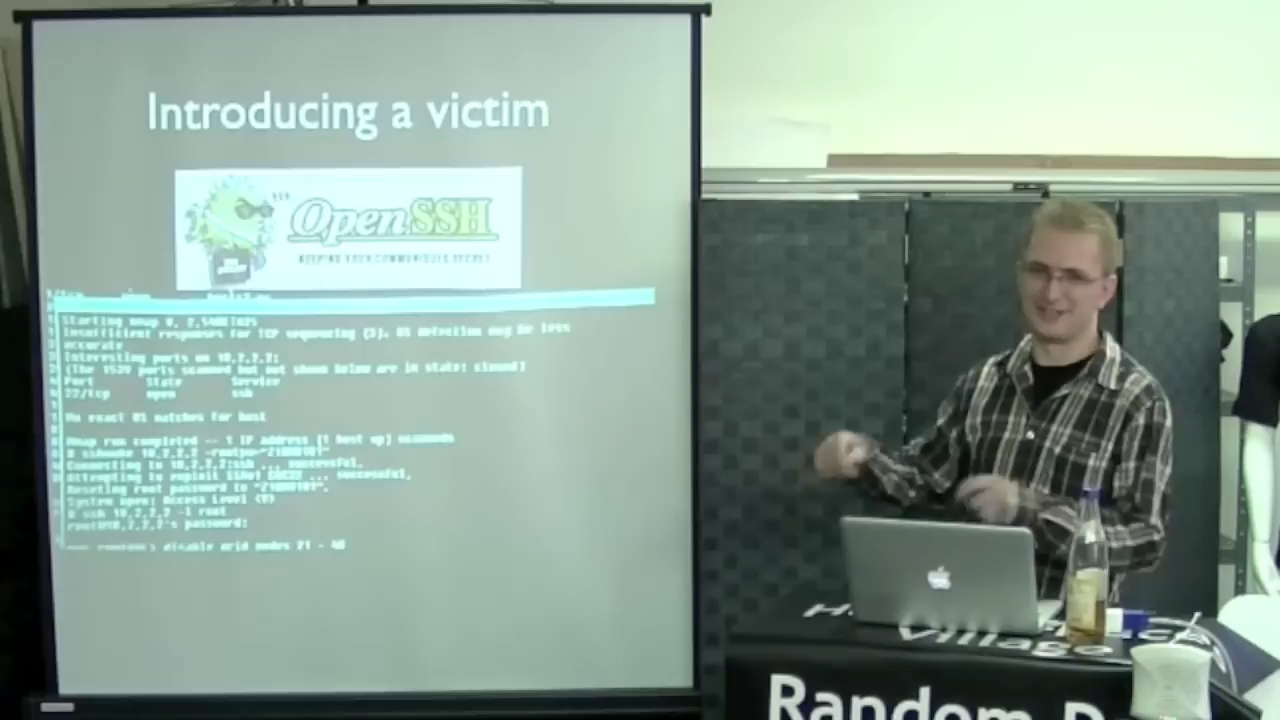 Introducing a victim
OpenSSH
KEEPING YOUR COMMUNIQUES SECRET
Starting nmap
Insufficient responses for TCP sequencing (3), OS detection may be less
accurate
Interesting ports on 10.2.2.2:
(The 1539 ports scanned but not shown below are in state: closed)
Port State Service
22/tcp open ssh
No exact OS matches for host
Nmap run completed -- 1 IP address (1 host up) scanneds
# sshnuke 10.2.2.2 -rootpw="Z1ON0101"
Connecting to 10.2.2.2:ssh ... successful.
Attempting to exploit SSHv1 CRC32 ... successful.
Reseting root password to "Z1ON0101".
System open: Access Level (9)
# ssh 10.2.2.2 -l root
root@10.2.2.2's password:
disable grid nodes 21 - 48
Village
Random D